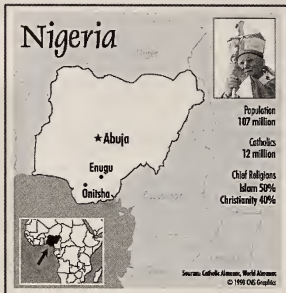 Nigeria
Abuja
Enugu
Onitsha
Population
107 million
Catholics
12 million
Chief Religions
Islam 50%
Christianity 40%
Sources: Catholic Almanac, World Almanac
© 1998 CNS Graphics